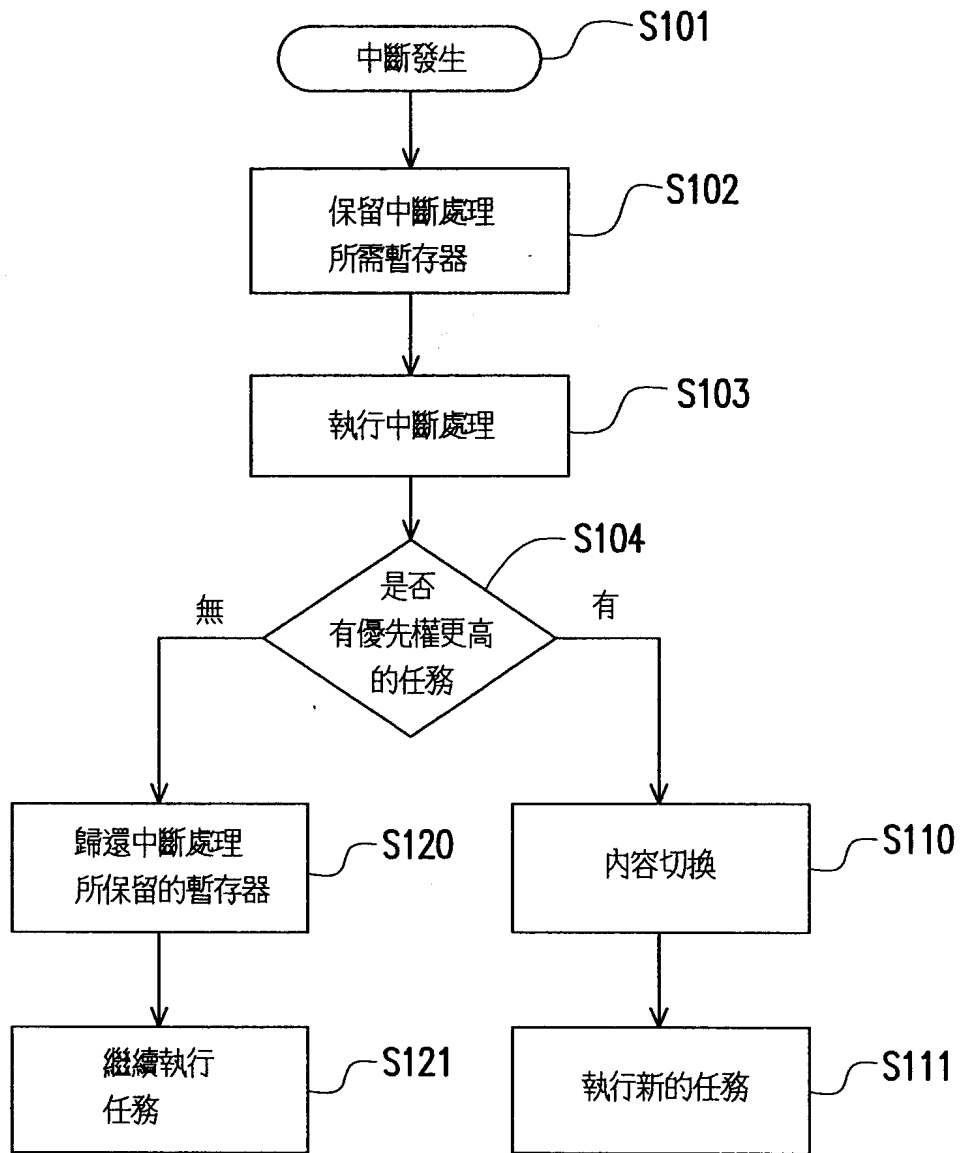 中斷發生
S101
保留中斷處理
所需暫存器
S102
執行中斷處理
S103
是否
有優先權更高
的任務
S104
無
有
歸還中斷處理
所保留的暫存器
S120
內容切換
S110
繼續執行
任務
S121
執行新的任務
S111